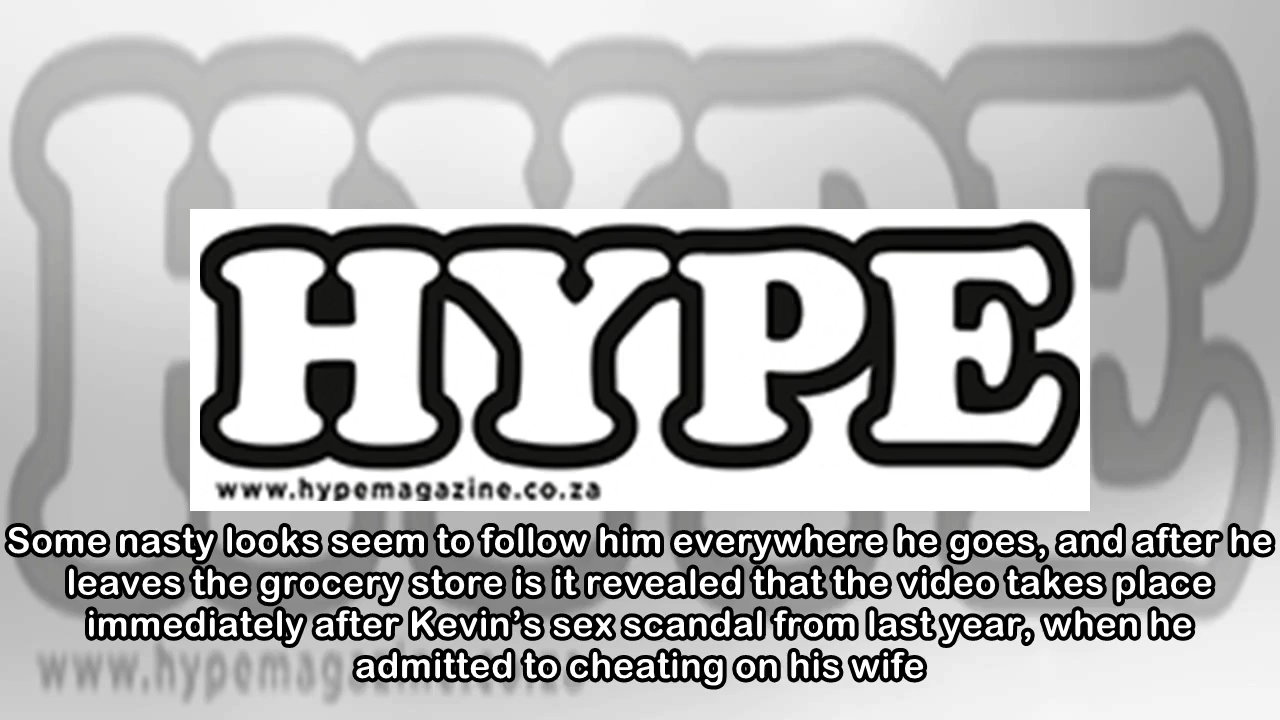 HYPE
www.hypemagazine.co.za
Some nasty looks seem to follow him everywhere he goes, and after he
leaves the grocery store is it revealed that the video takes place
immediately after Kevin’s sex scandal from last year, when he
admitted to cheating on his wife